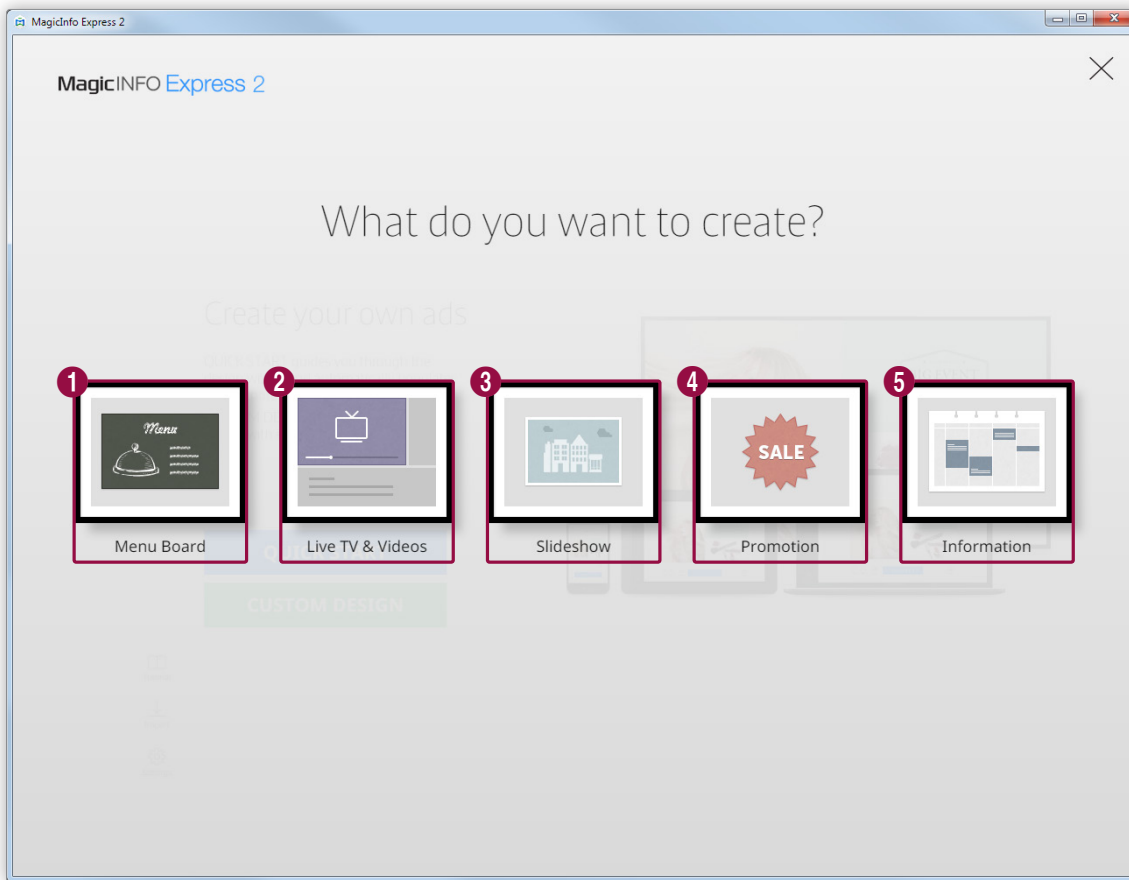 MagicInfo Express 2
MagicINFO Express 2
What do you want to create?
Create your own ads
1
2
3
4
5
Menu
SALE
Menu Board
Live TV & Videos
Slideshow
Promotion
Information
CUSTOM DESIGN